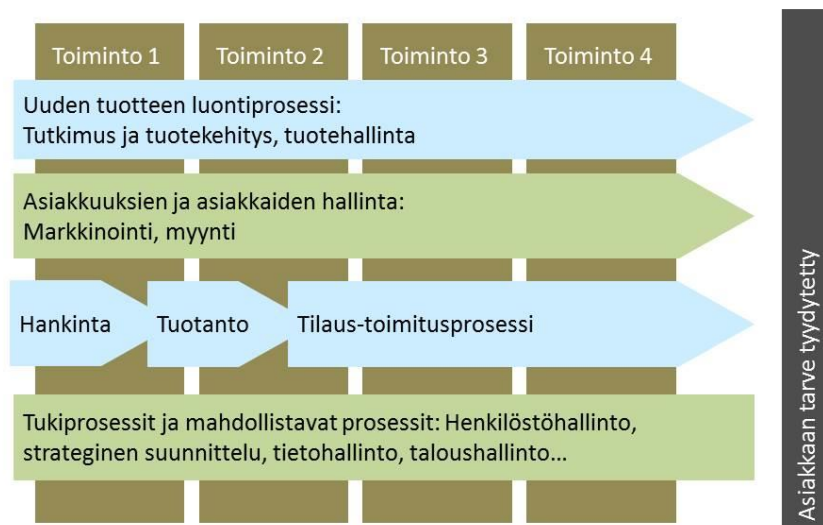 Toiminto 1
Toiminto 2
Toiminto 3
Toiminto 4
Uuden tuotteen luontiprosessi:
Tutkimus ja tuotekehitys, tuotehallinta
Asiakkuuksien ja asiakkaiden hallinta:
Markkinointi, myynti
Hankinta
Tuotanto
Tilaus-toimitusprosessi
Tukiprosessit ja mahdollistavat prosessit: Henkilöstöhallinto,
strateginen suunnittelu, tietohallinto, taloushallinto...
Asiakkaan tarve tyydytetty